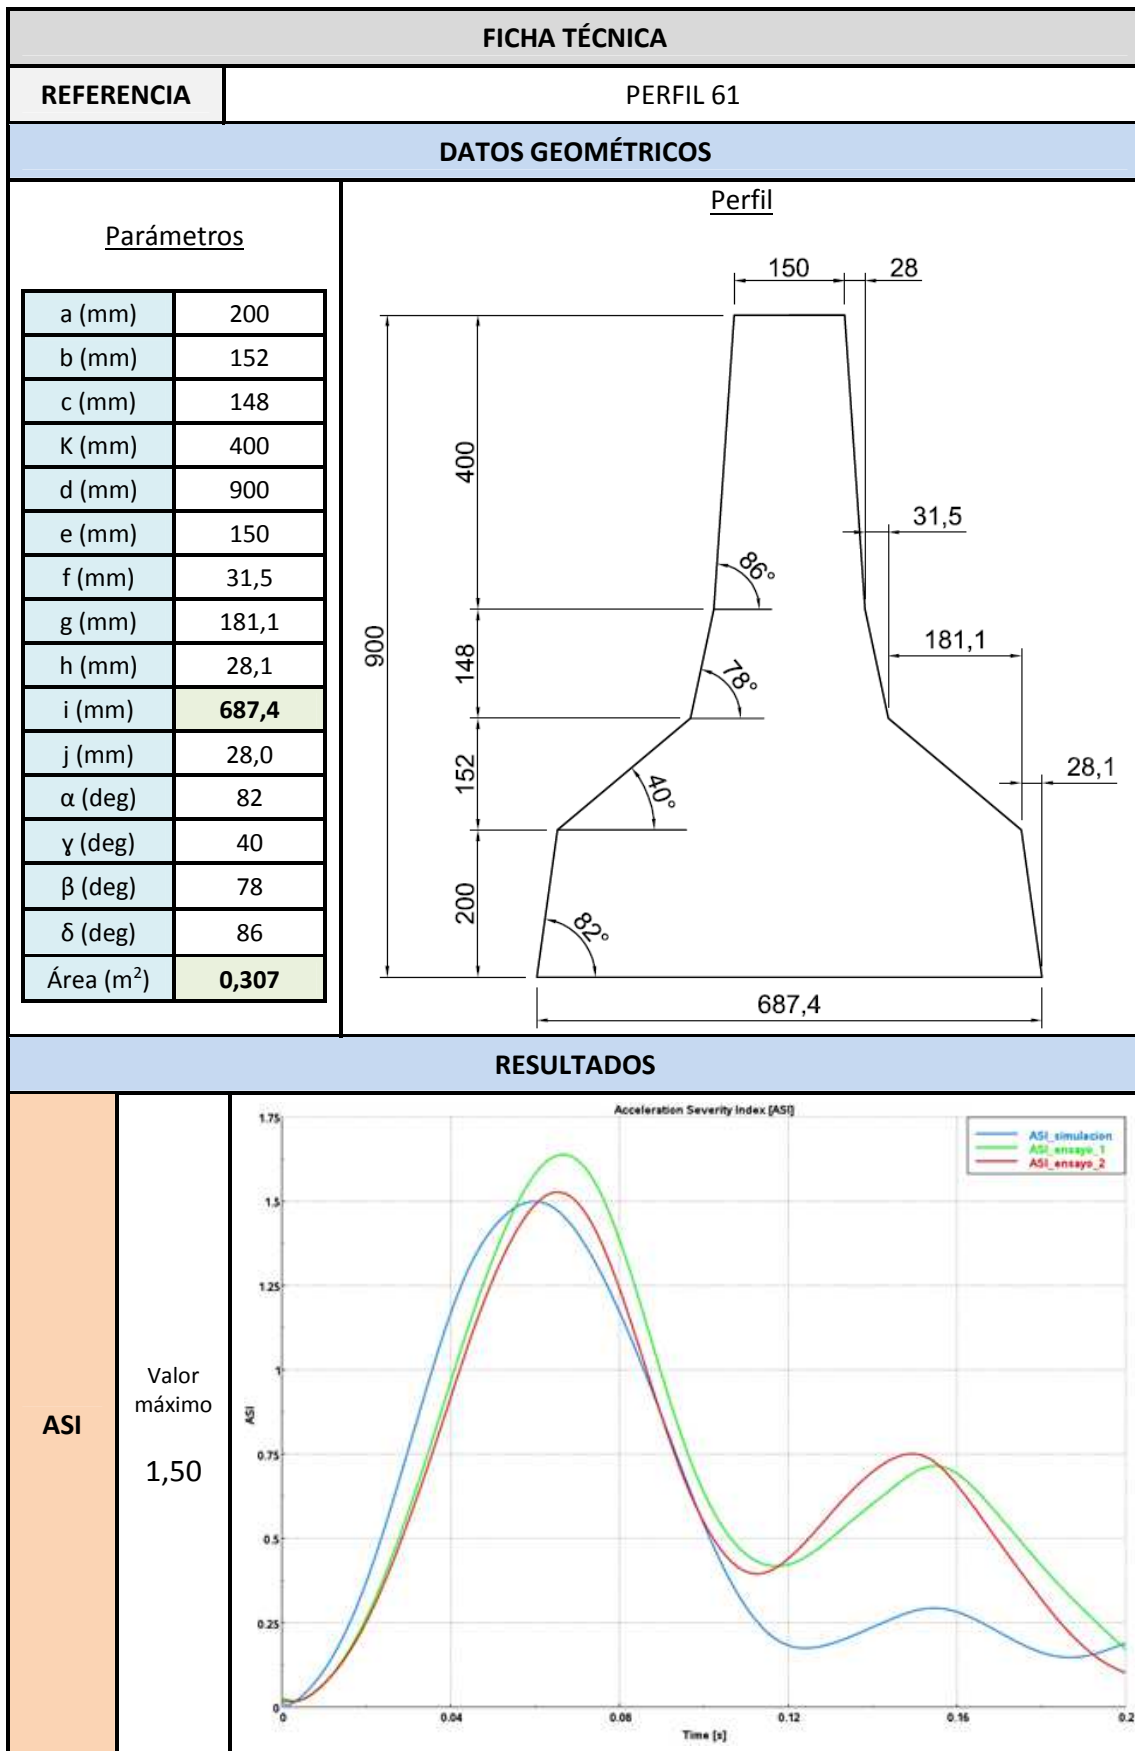 FICHA TÉCNICA
REFERENCIA PERFIL 61
DATOS GEOMÉTRICOS
Parámetros
a (mm) 200
b (mm) 152
c (mm) 148
K (mm) 400
d (mm) 900
e (mm) 150
f (mm) 31,5
g (mm) 181,1
h (mm) 28,1
i (mm) 687,4
j (mm) 28,0
α (deg) 82
ɣ (deg) 40
β (deg) 78
δ (deg) 86
Área (m²) 0,307
Perfil
150 28
400
31,5
86°
900
148
181,1
78°
152
40°
28,1
200
82°
687,4
RESULTADOS
ASI
Valor
máximo
1,50
Acceleration Severity Index [ASI]
ASI_simulacion
ASI_ensayo_1
ASI_ensayo_2
1.75
1.5
1.25
1
0.75
0.5
0.25
0
ASI
0 0.04 0.08 0.12 0.16 0.2
Time [s]